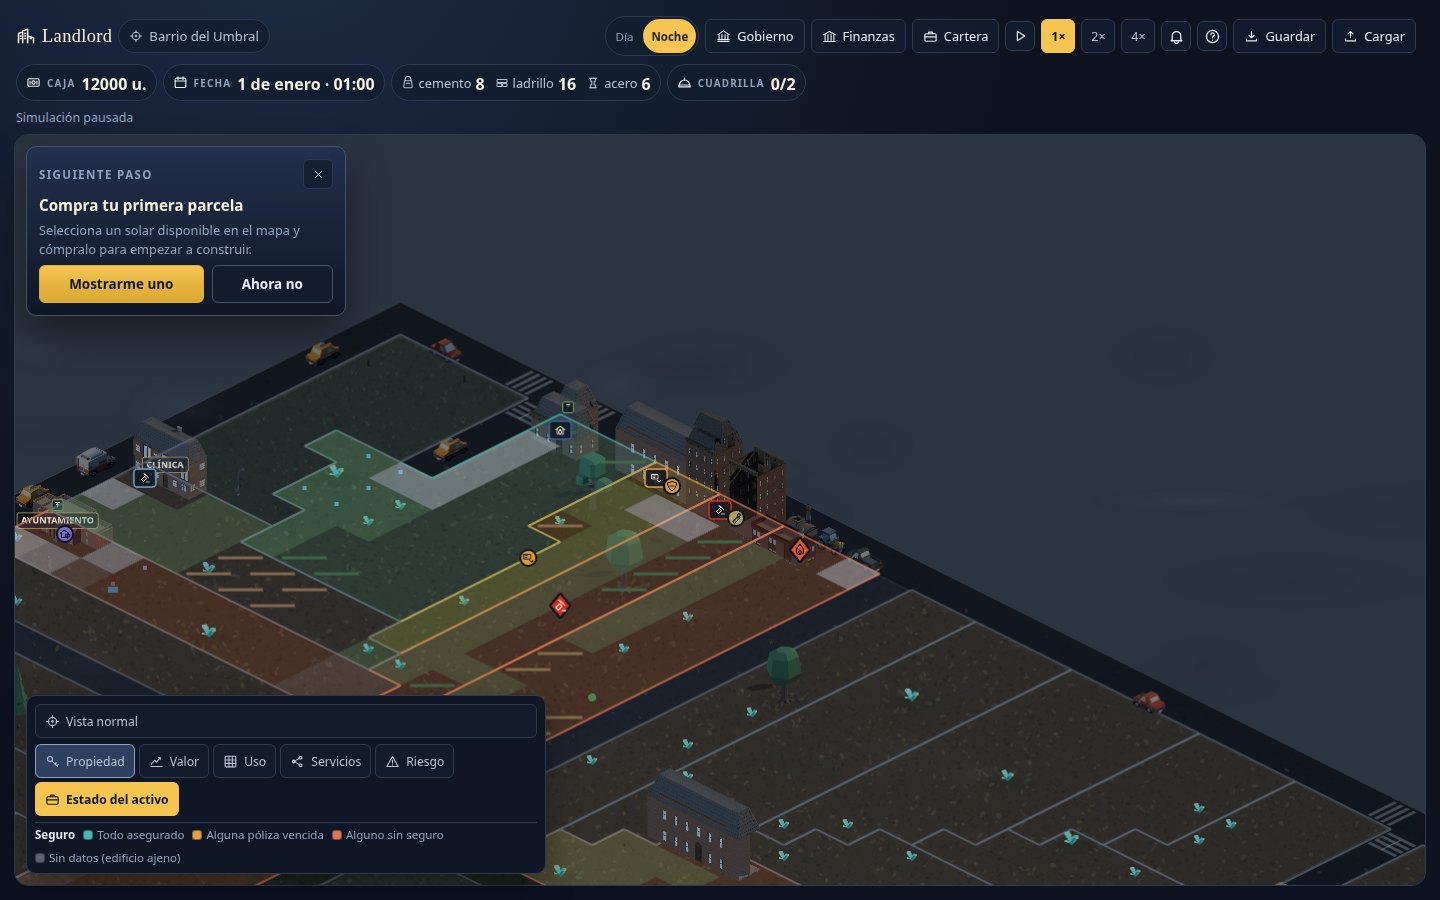 Landlord
Barrio del Umbral
Día
Noche
Gobierno
Finanzas
Cartera
1×
2×
4×
Guardar
Cargar
CAJA 12000 u.
FECHA 1 de enero · 01:00
cemento 8 ladrillo 16 acero 6
CUADRILLA 0/2
Simulación pausada
SIGUIENTE PASO
Compra tu primera parcela
Selecciona un solar disponible en el mapa y
cómpralo para empezar a construir.
Mostrarme uno
Ahora no
CLÍNICA
AYUNTAMIENTO
Vista normal
Propiedad
Valor
Uso
Servicios
Riesgo
Estado del activo
Seguro Todo asegurado Alguna póliza vencida Alguno sin seguro
Sin datos (edificio ajeno)